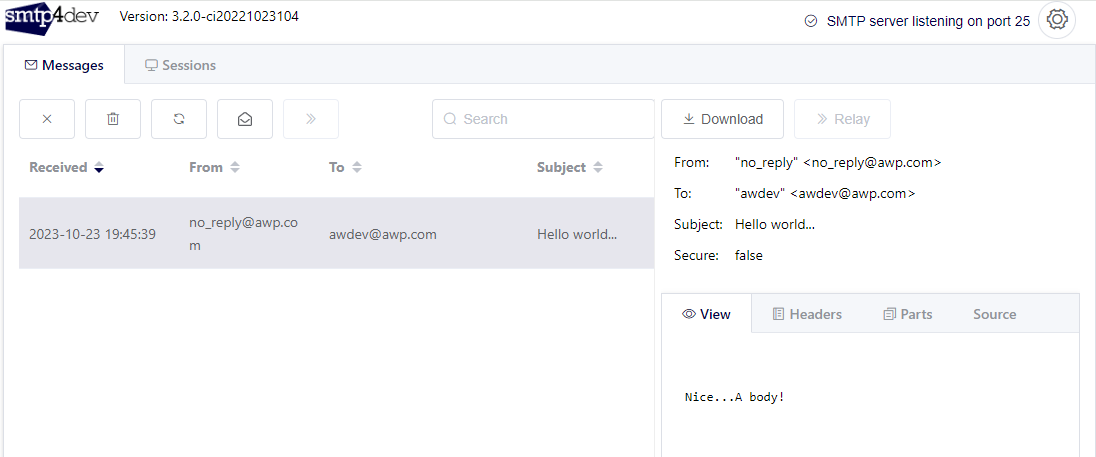 smtp4dev
Version: 3.2.0-ci20221023104
SMTP server listening on port 25
Messages
Sessions
Search
Download
Relay
Received
From
To
Subject
2023-10-23 19:45:39
no_reply@awp.co
m
awdev@awp.com
Hello world...
From: "no_reply" <no_reply@awp.com>
To: "awdev" <awdev@awp.com>
Subject: Hello world...
Secure: false
View
Headers
Parts
Source
Nice...A body!